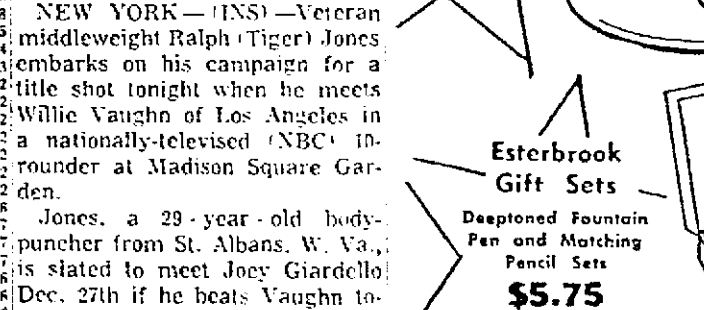 NEW YORK—(INS)—Veteran
middleweight Ralph (Tiger) Jones
embarks on his campaign for a
title shot tonight when he meets
Willie Vaughn of Los Angeles in
a nationally-televised (NBC) 10-
rounder at Madison Square Gar-
den.
Jones, a 29-year-old body-
puncher from St. Albans, W. Va.,
is slated to meet Joey Giardello
Dec. 27th if he beats Vaughn to-
Esterbrook
Gift Sets
Deeptoned Fountain
Pen and Matching
Pencil Sets
$5.75